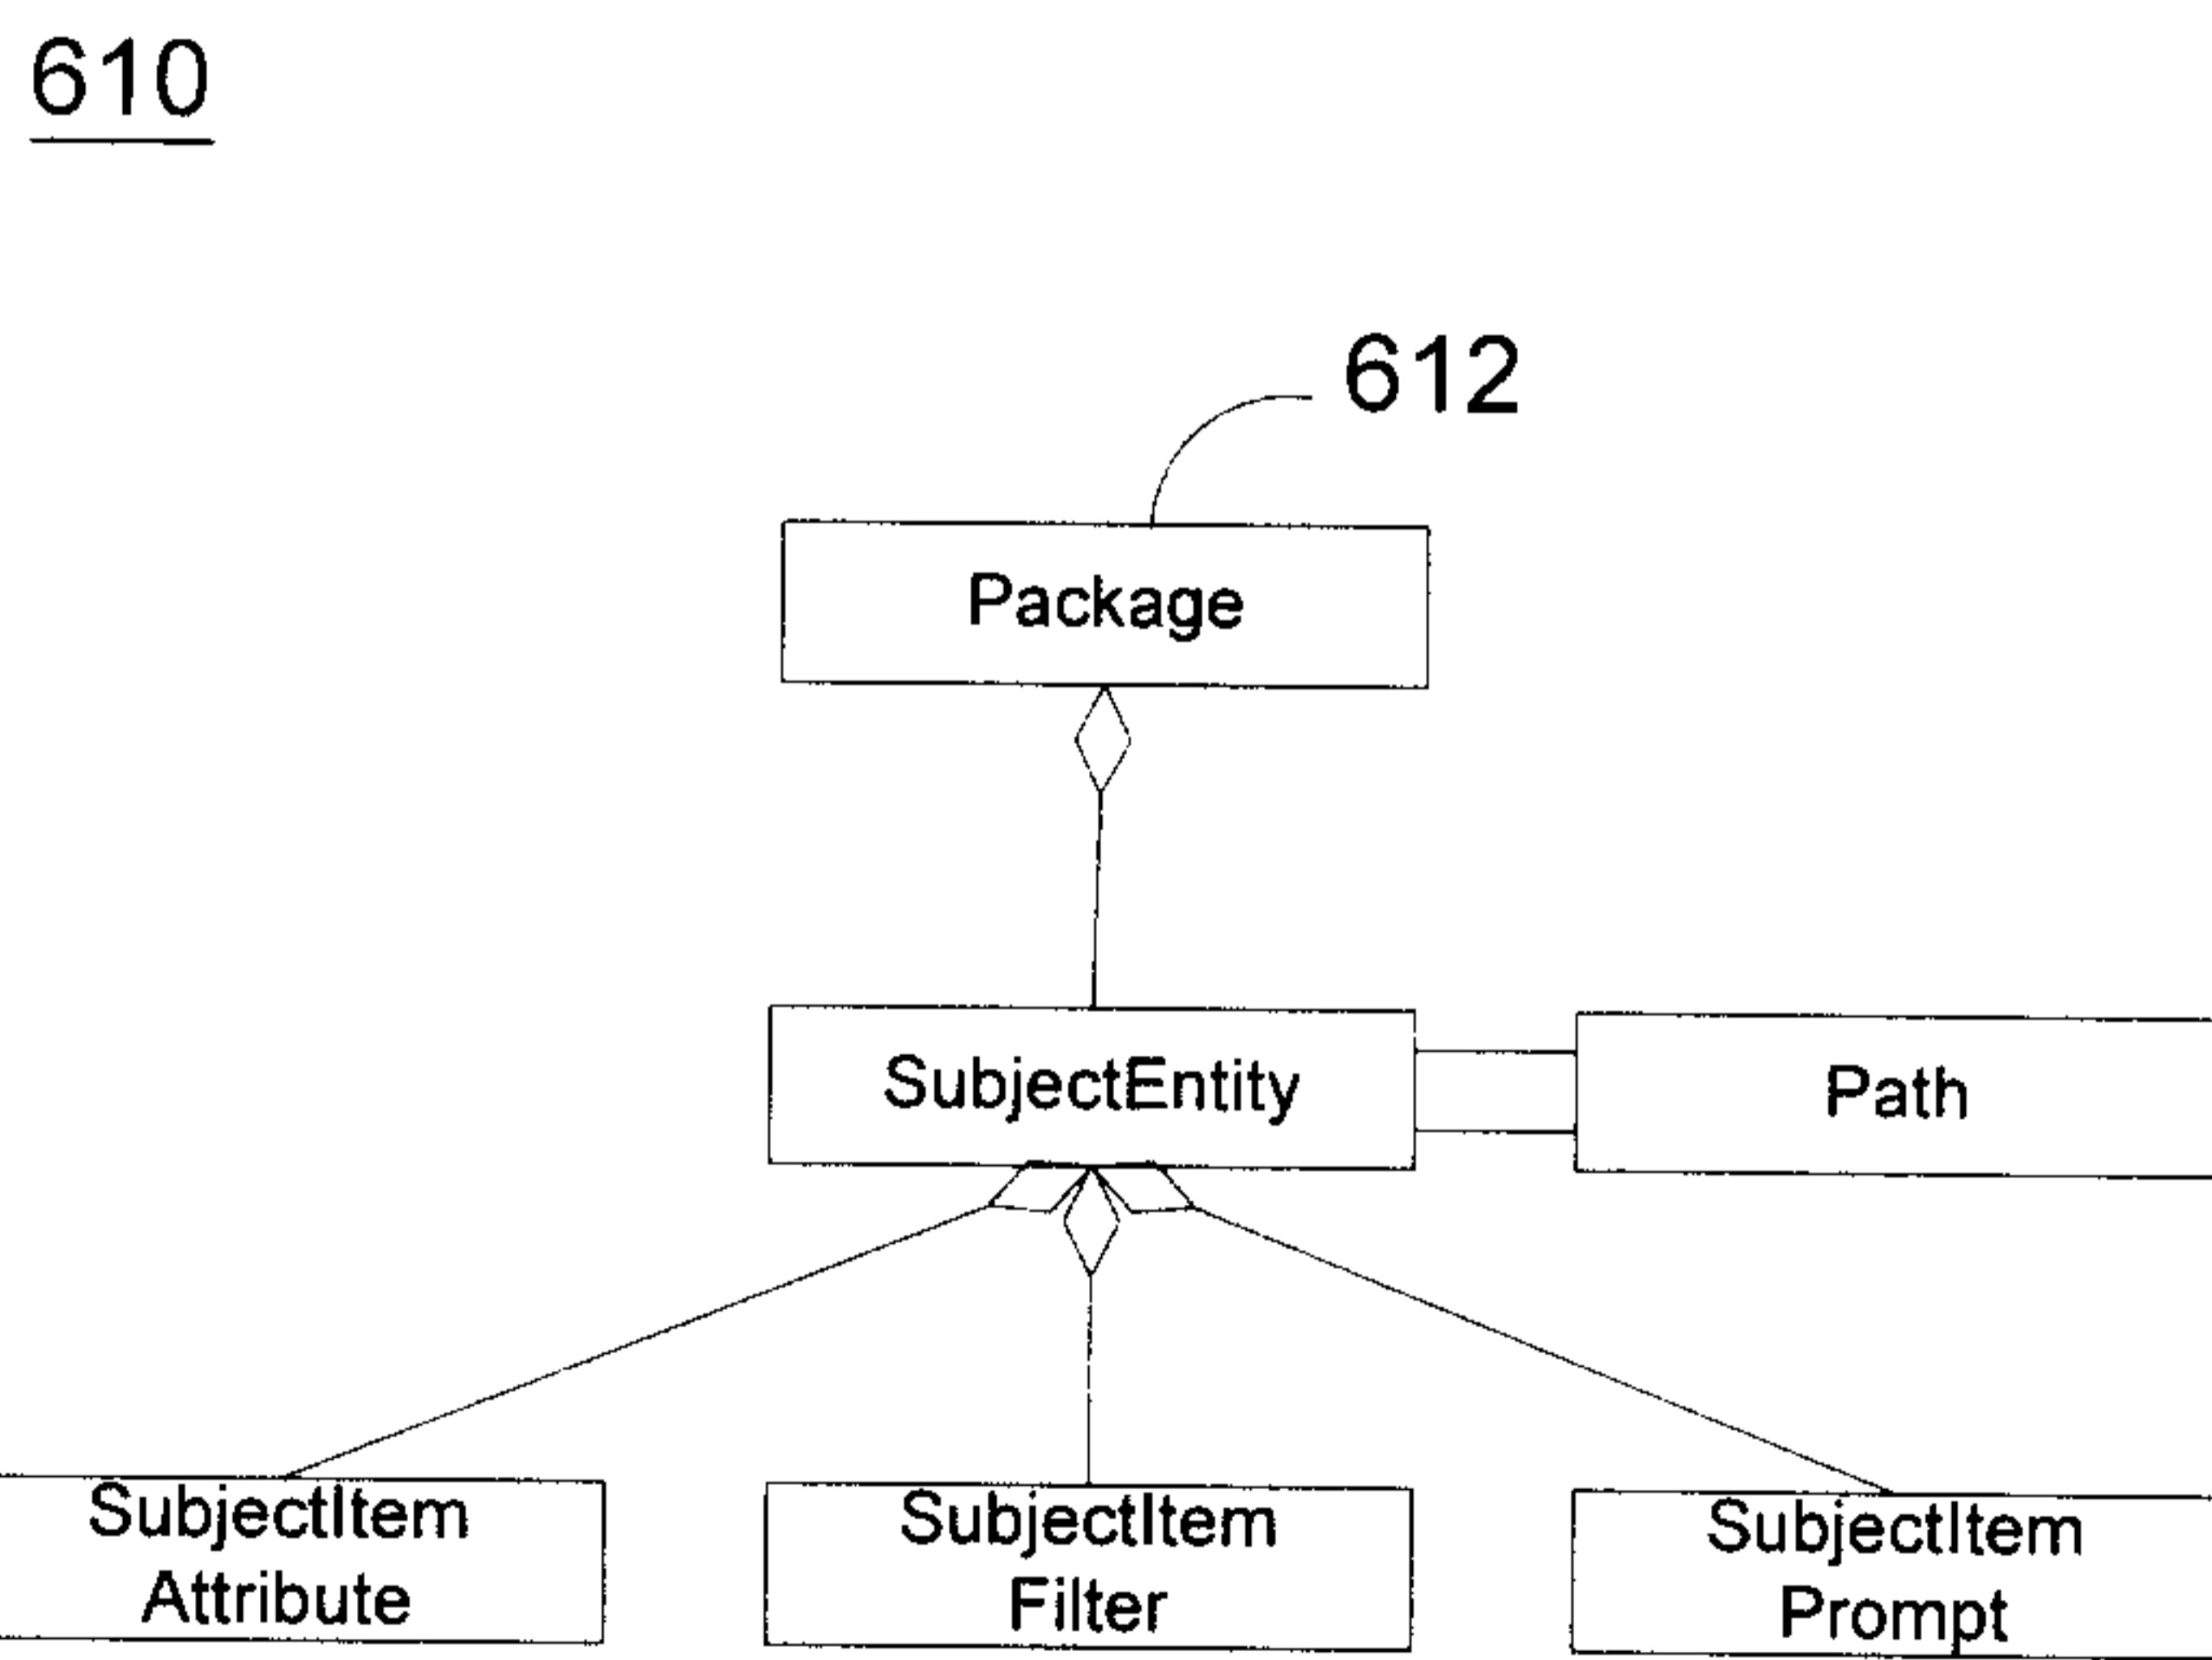 610
612
Package
SubjectEntity
Path
SubjectItem
Attribute
SubjectItem
Filter
SubjectItem
Prompt